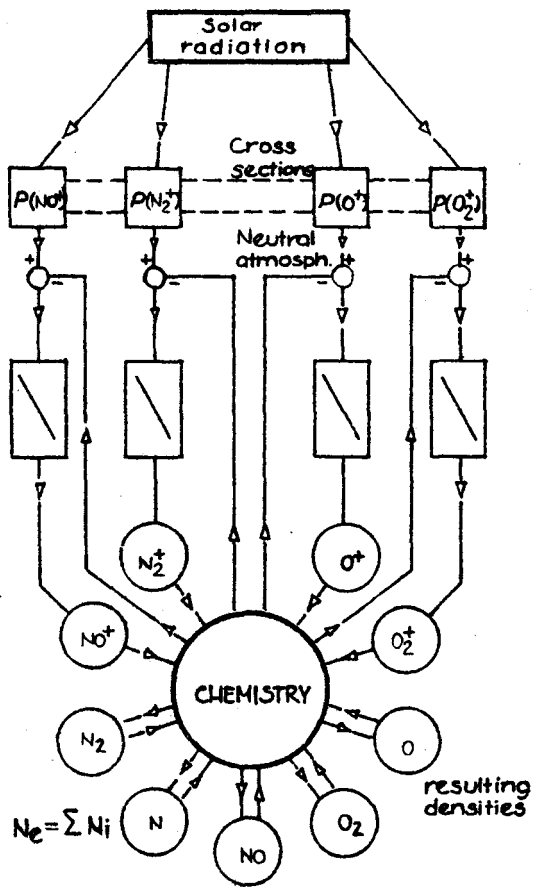 Solar
radiation
Cross
sections
P(NO⁺)
P(N₂⁺)
P(O⁺)
P(O₂⁺)
Neutral
atmosph.
+
-
+
-
+
-
+
-
N₂⁺
O⁺
NO⁺
O₂⁺
CHEMISTRY
N₂
O
resulting
densities
Nₑ=ΣNᵢ
N
O₂
NO